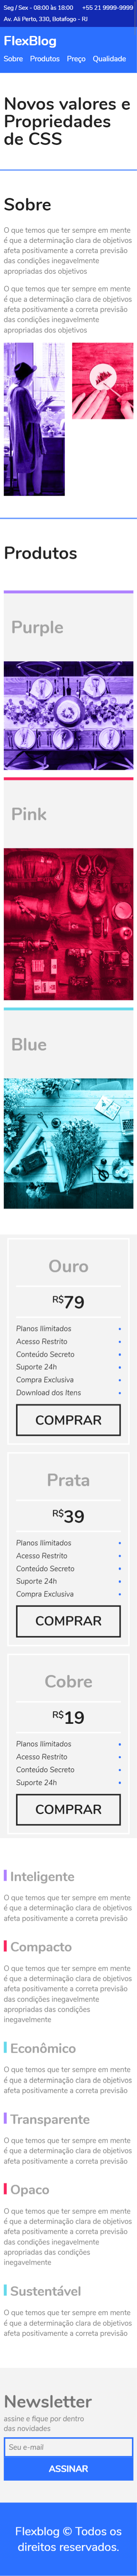 Seg / Sex - 08:00 às 18:00 +55 21 9999-9999
Av. Ali Perto, 330, Botafogo - RJ
FlexBlog
Sobre Produtos Preço Qualidade
Novos valores e
Propriedades
de CSS
Sobre
O que temos que ter sempre em mente
é que a determinação clara de objetivos
afeta positivamente a correta previsão
das condições inegavelmente
apropriadas dos objetivos
O que temos que ter sempre em mente
é que a determinação clara de objetivos
afeta positivamente a correta previsão
das condições inegavelmente
apropriadas dos objetivos
Produtos
Purple
Pink
Blue
Ouro
R$79
Planos Ilimitados
Acesso Restrito
Conteúdo Secreto
Suporte 24h
Compra Exclusiva
Download dos Itens
COMPRAR
Prata
R$39
Planos Ilimitados
Acesso Restrito
Conteúdo Secreto
Suporte 24h
Compra Exclusiva
COMPRAR
Cobre
R$19
Planos Ilimitados
Acesso Restrito
Conteúdo Secreto
Suporte 24h
COMPRAR
Inteligente
O que temos que ter sempre em mente
é que a determinação clara de objetivos
afeta positivamente a correta previsão
Compacto
O que temos que ter sempre em mente
é que a determinação clara de objetivos
afeta positivamente a correta previsão
das condições inegavelmente
apropriadas das condições
inegavelmente
Econômico
O que temos que ter sempre em mente
é que a determinação clara de objetivos
afeta positivamente a correta previsão
Transparente
O que temos que ter sempre em mente
é que a determinação clara de objetivos
afeta positivamente a correta previsão
Opaco
O que temos que ter sempre em mente
é que a determinação clara de objetivos
afeta positivamente a correta previsão
das condições inegavelmente
apropriadas das condições
inegavelmente
Sustentável
O que temos que ter sempre em mente
é que a determinação clara de objetivos
afeta positivamente a correta previsão
Newsletter
assine e fique por dentro
das novidades
Seu e-mail
ASSINAR
Flexblog © Todos os
direitos reservados.